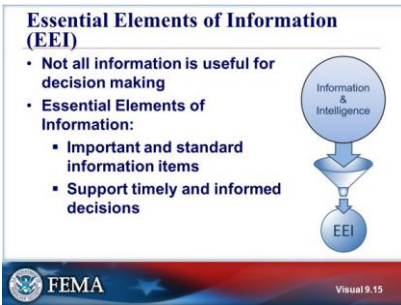 Essential Elements of Information
(EEI)
• Not all information is useful for
decision making
• Essential Elements of
Information:
▪ Important and standard
information items
▪ Support timely and informed
decisions
Information
&
Intelligence
EEI
FEMA
Visual 9.15